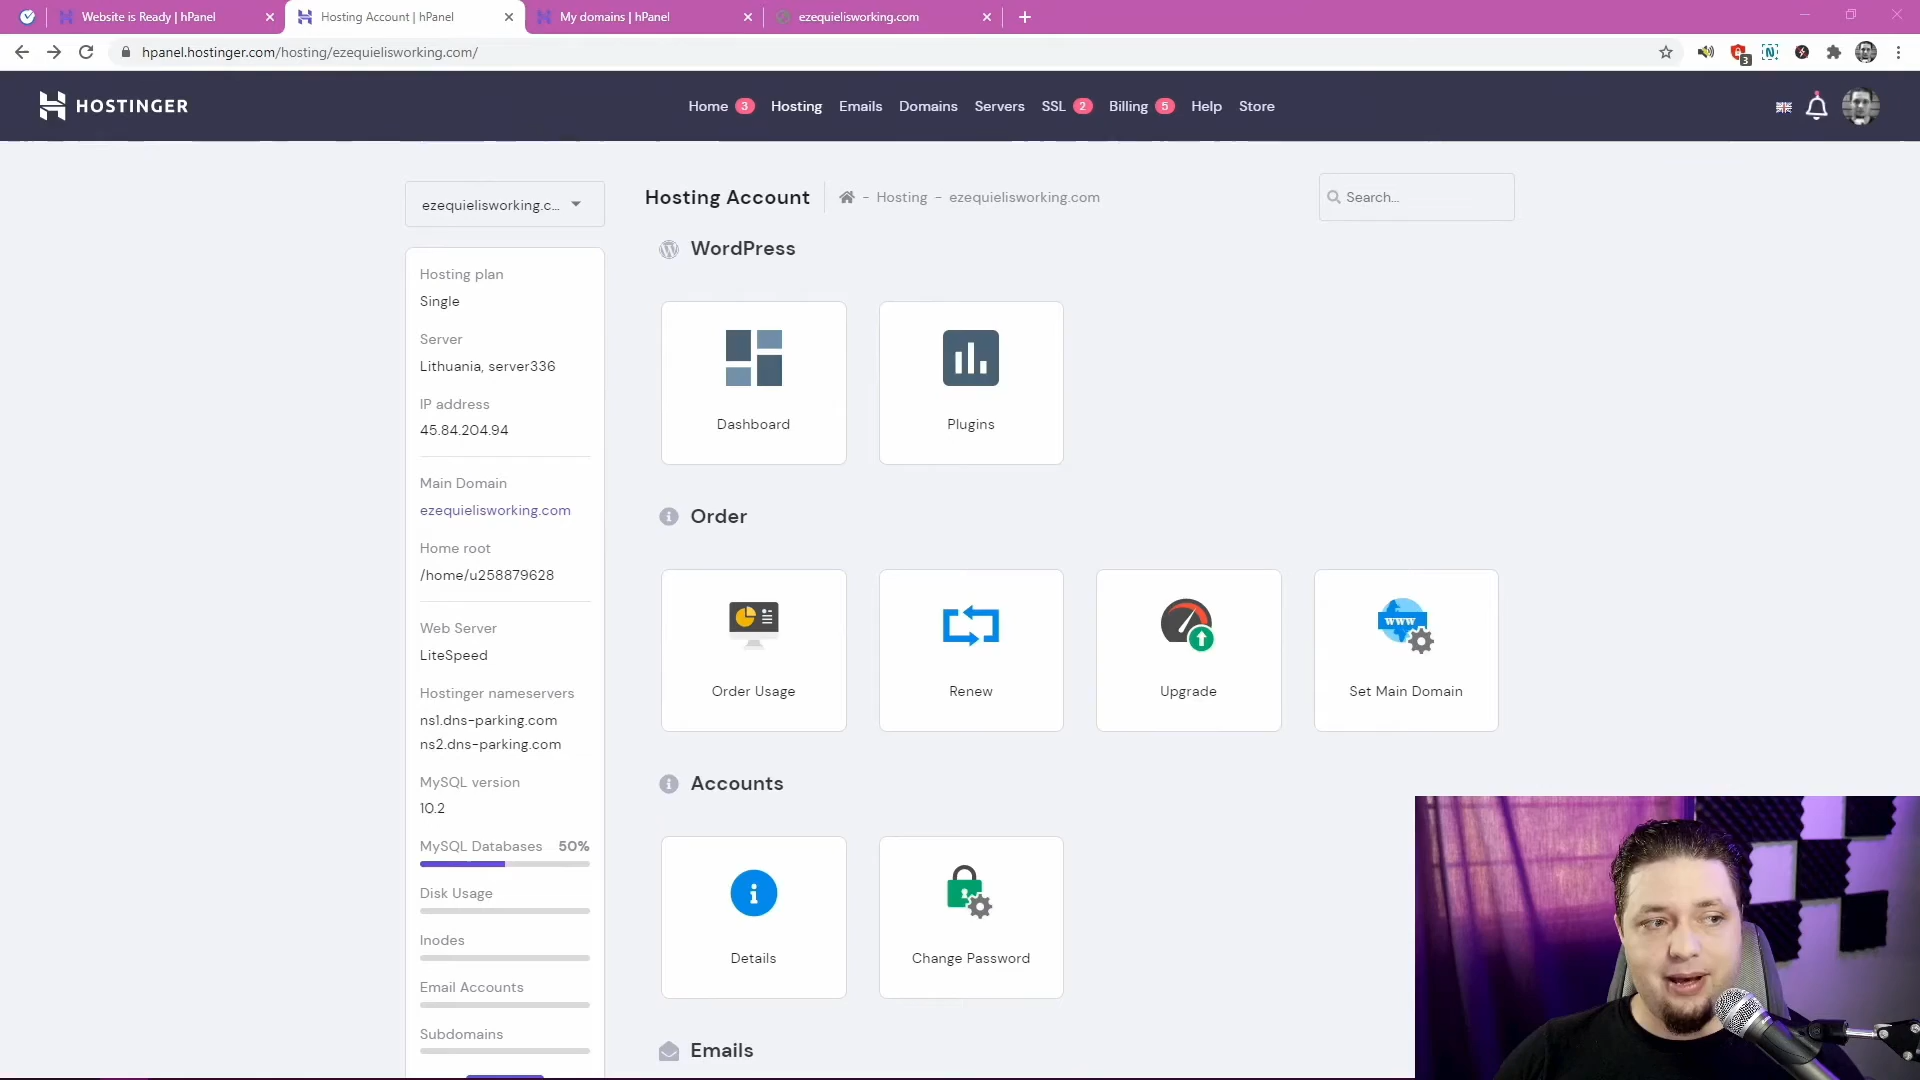 Website is Ready | hPanel
Hosting Account | hPanel
My domains | hPanel
ezequielisworking.com
hpanel.hostinger.com/hosting/ezequielisworking.com/
3
HOSTINGER
Home 3
Hosting
Emails
Domains
Servers
SSL 2
Billing 5
Help
Store
ezequielisworking.c...
Hosting Account
- Hosting - ezequielisworking.com
Search...
Hosting plan
Single
Server
Lithuania, server336
IP address
45.84.204.94
Main Domain
ezequielisworking.com
Home root
/home/u258879628
Web Server
LiteSpeed
Hostinger nameservers
ns1.dns-parking.com
ns2.dns-parking.com
MySQL version
10.2
MySQL Databases 50%
Disk Usage
Inodes
Email Accounts
Subdomains
WordPress
Dashboard
Plugins
Order
Order Usage
Renew
www
Upgrade
Set Main Domain
Accounts
Details
Change Password
Emails